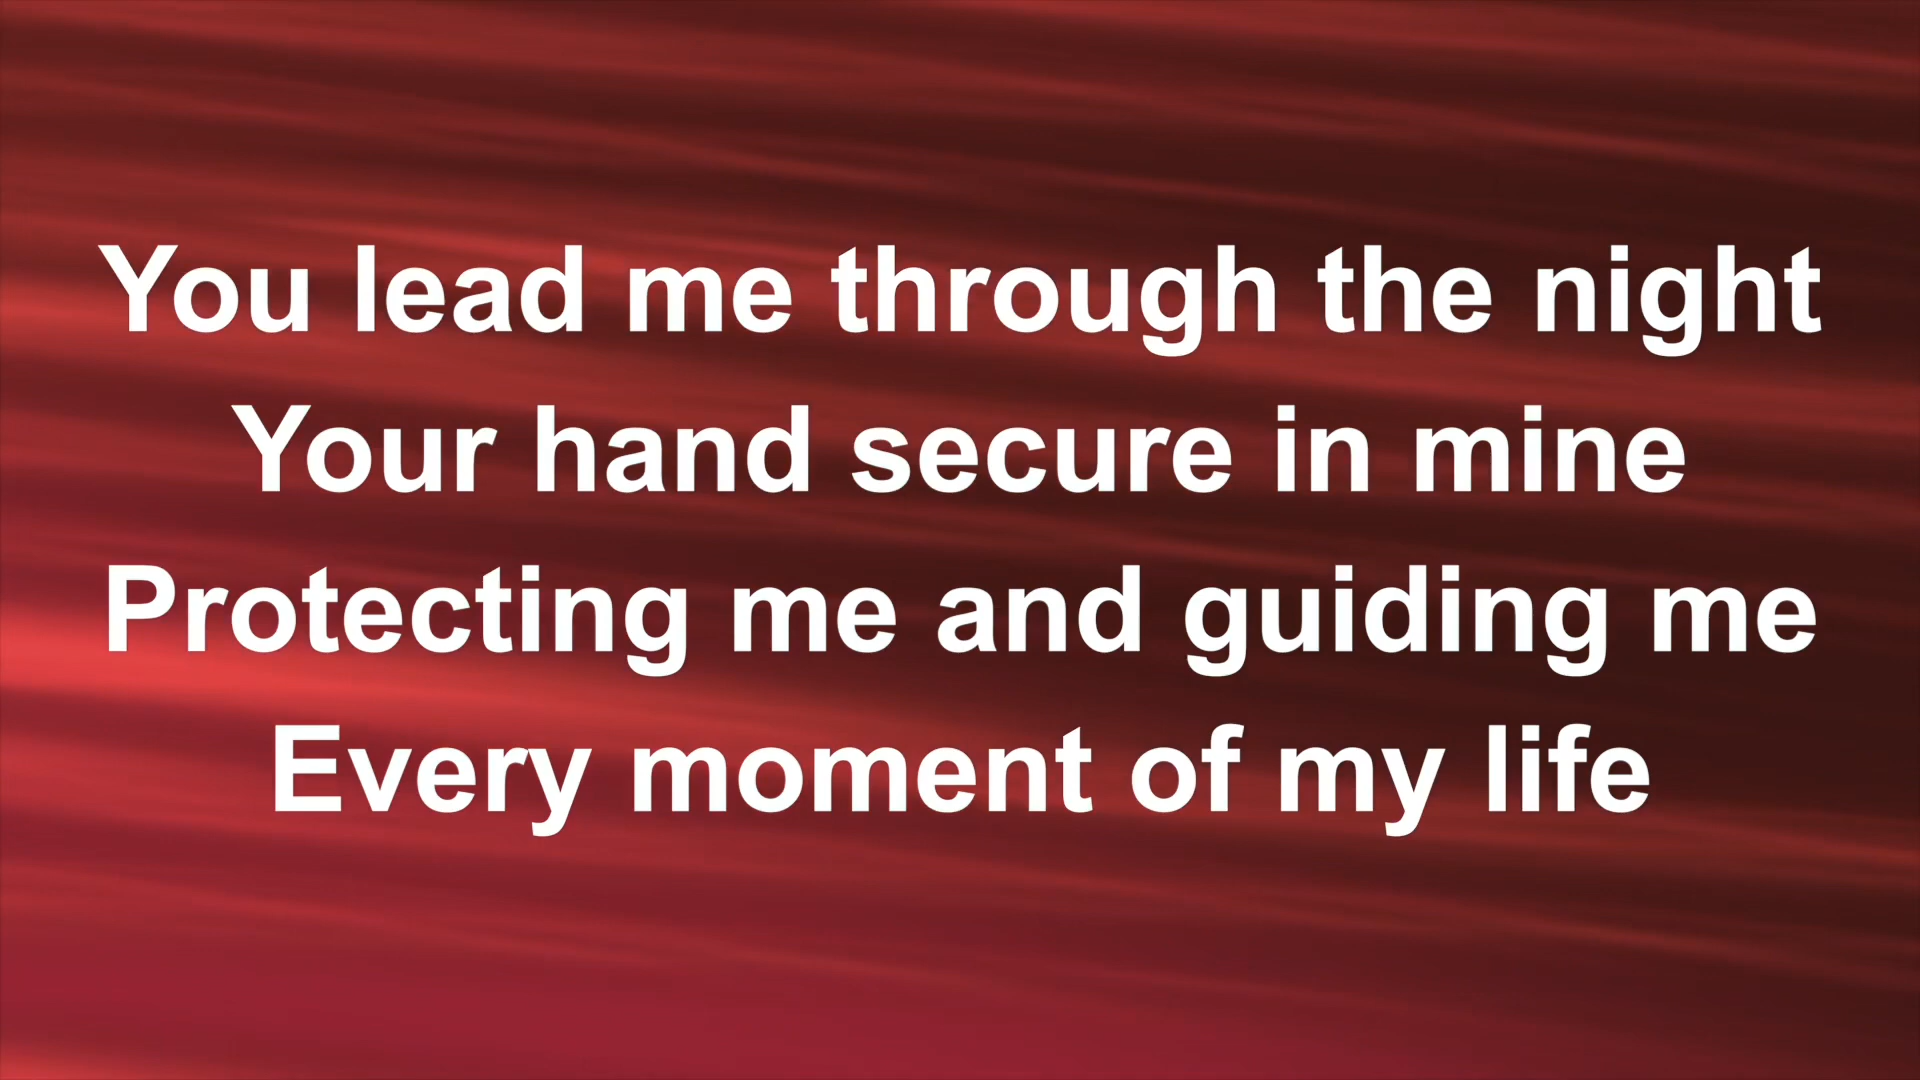 You lead me through the night
Your hand secure in mine
Protecting me and guiding me
Every moment of my life